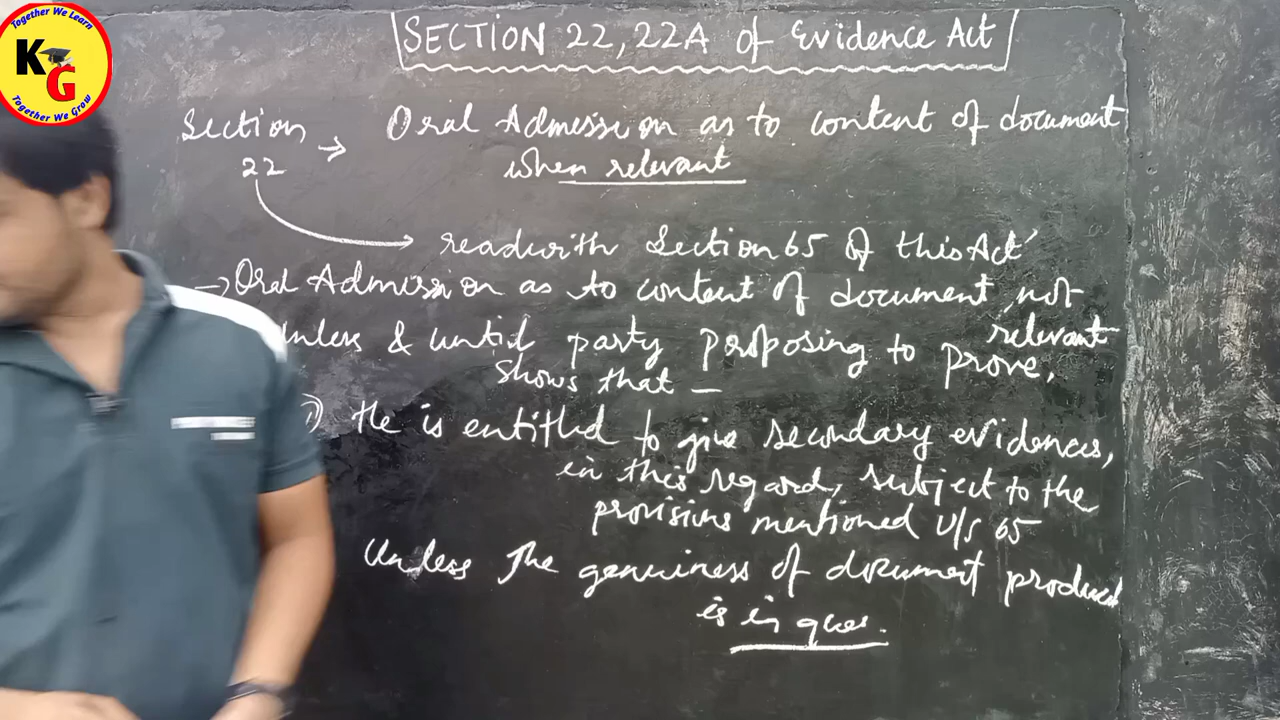 Together We Learn
KG
Together We Grow
SECTION 22, 22A of Evidence Act
Section 22 → Oral Admission as to content of document
when relevant
readwith Section 65 of this Act
→ Oral Admission as to content of document not
relevant
unless & until party proposing to prove,
shows that –
i) He is entitled to give secondary evidences,
in this regard, subject to the
provisions mentioned U/s 65
Unless The genuiness of document produced
is in ques.